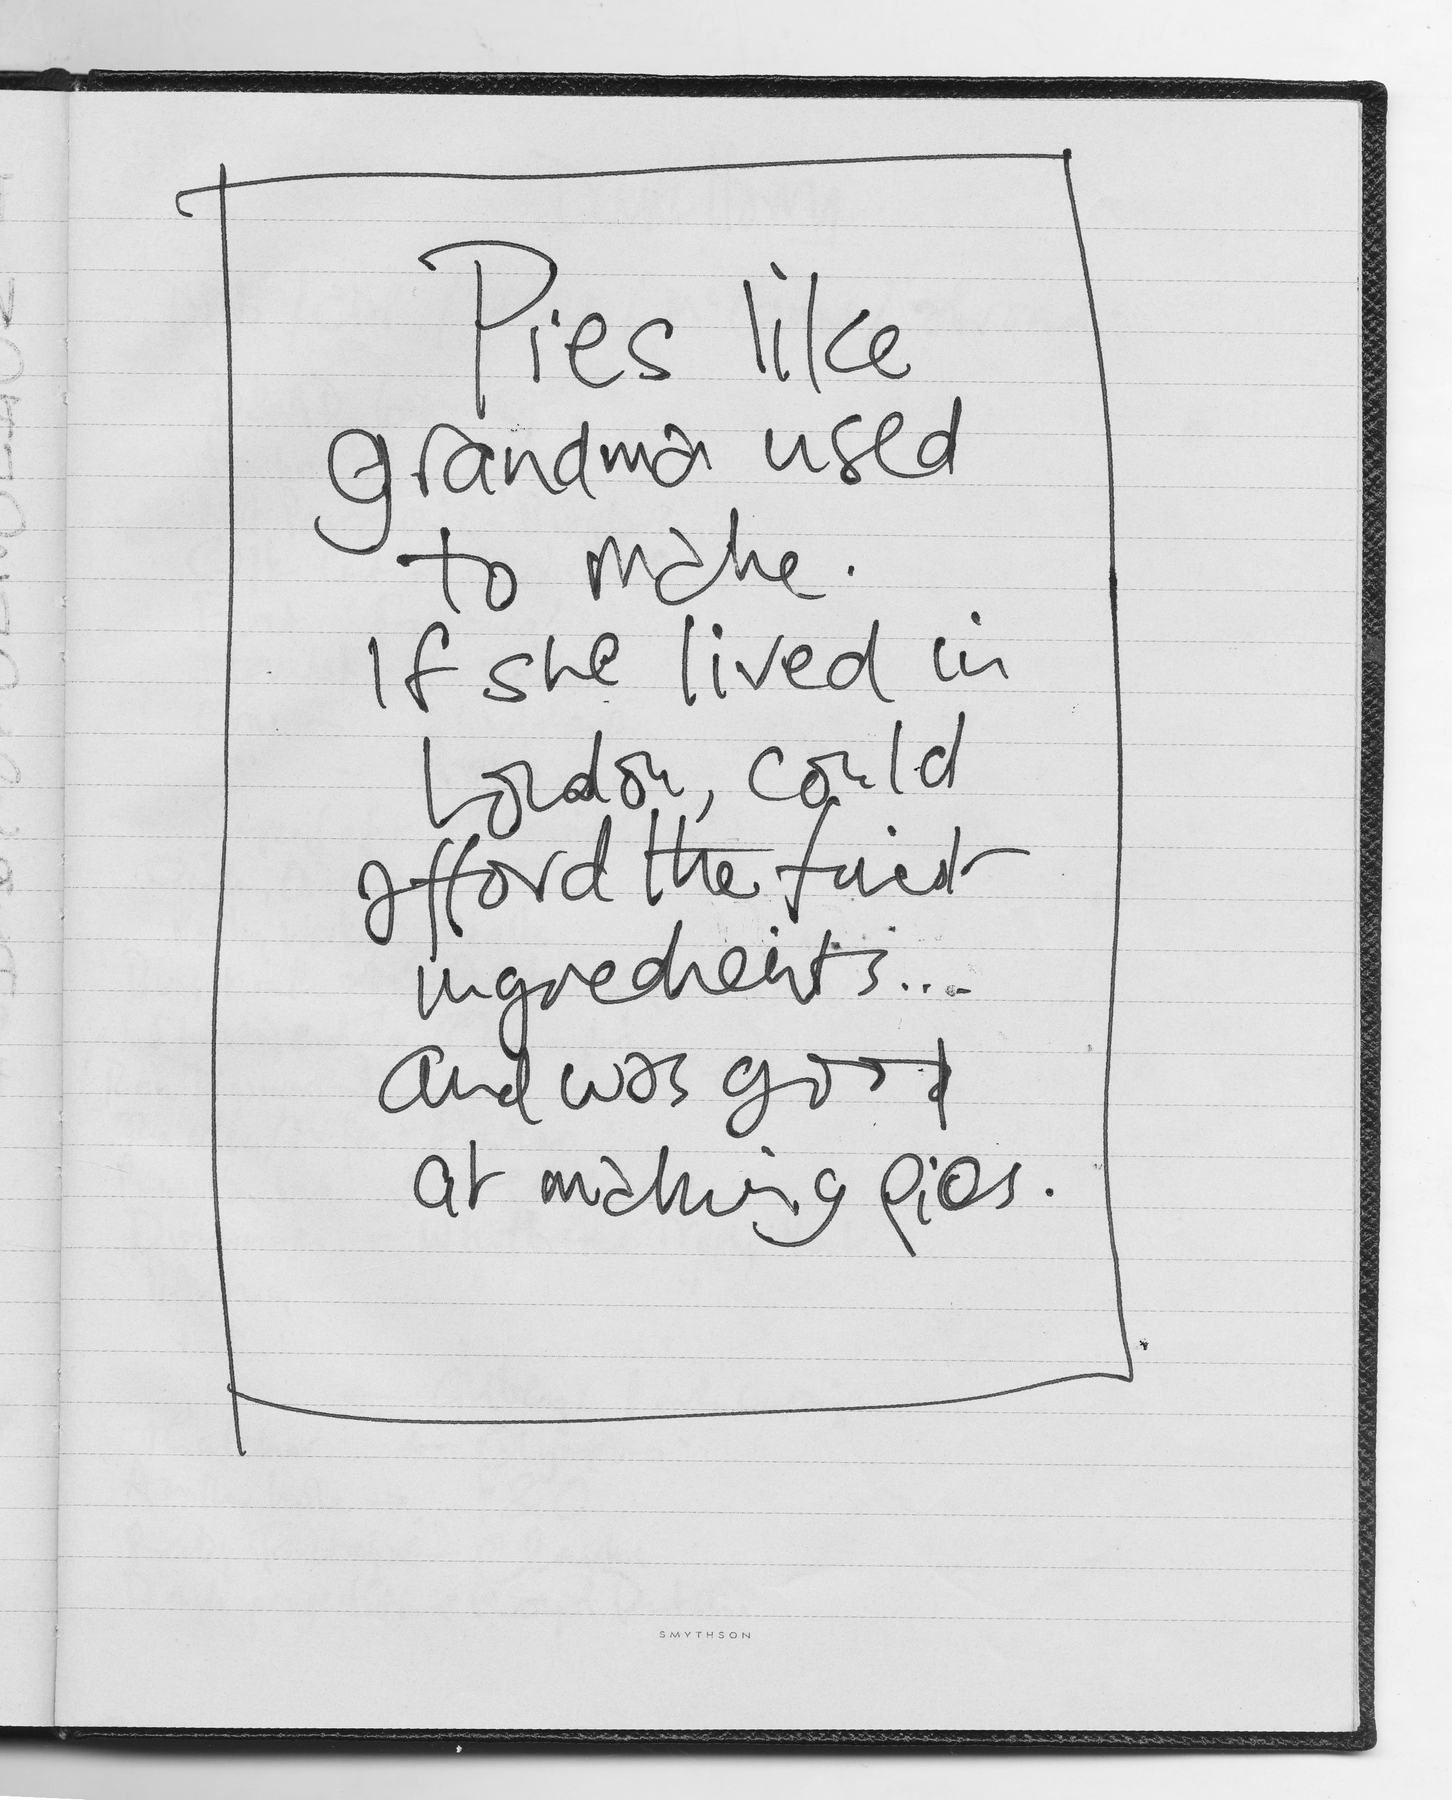 Pies like
grandma used
to make.
If she lived in
London, could
afford the finest
ingredients....
and was good
at making pies.
SMYTHSON